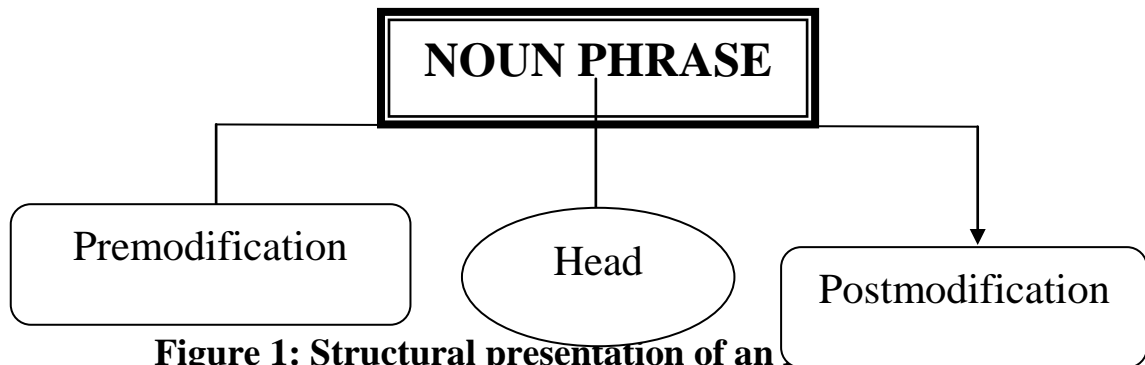 NOUN PHRASE
Premodification
Head
Postmodification
Figure 1: Structural presentation of an